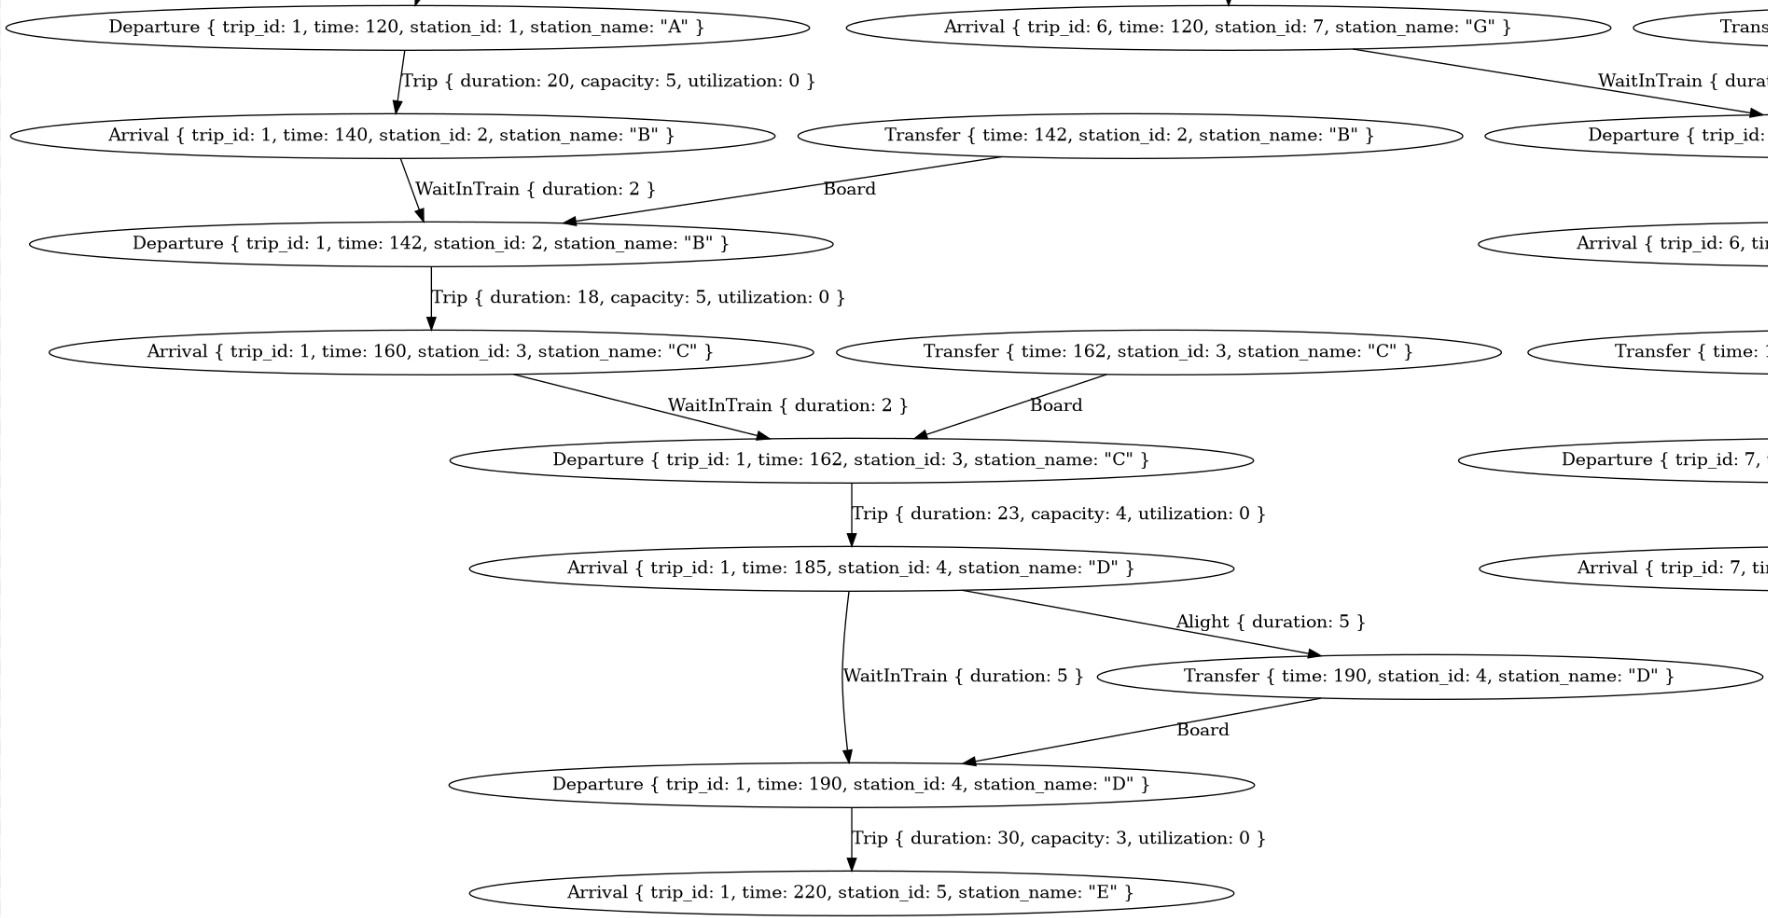 Departure { trip_id: 1, time: 120, station_id: 1, station_name: "A" }
Arrival { trip_id: 6, time: 120, station_id: 7, station_name: "G" }
Trip { duration: 20, capacity: 5, utilization: 0 }
WaitInTrain {
Arrival { trip_id: 1, time: 140, station_id: 2, station_name: "B" }
Transfer { time: 142, station_id: 2, station_name: "B" }
Departure { trip_id:
WaitInTrain { duration: 2 }
Board
Departure { trip_id: 1, time: 142, station_id: 2, station_name: "B" }
Arrival { trip_id: 6,
Trip { duration: 18, capacity: 5, utilization: 0 }
Arrival { trip_id: 1, time: 160, station_id: 3, station_name: "C" }
Transfer { time: 162, station_id: 3, station_name: "C" }
Transfer { time:
WaitInTrain { duration: 2 }
Board
Departure { trip_id: 1, time: 162, station_id: 3, station_name: "C" }
Departure { trip_id: 7,
Trip { duration: 23, capacity: 4, utilization: 0 }
Arrival { trip_id: 1, time: 185, station_id: 4, station_name: "D" }
Arrival { trip_id: 7,
Alight { duration: 5 }
WaitInTrain { duration: 5 }
Transfer { time: 190, station_id: 4, station_name: "D" }
Board
Departure { trip_id: 1, time: 190, station_id: 4, station_name: "D" }
Trip { duration: 30, capacity: 3, utilization: 0 }
Arrival { trip_id: 1, time: 220, station_id: 5, station_name: "E" }